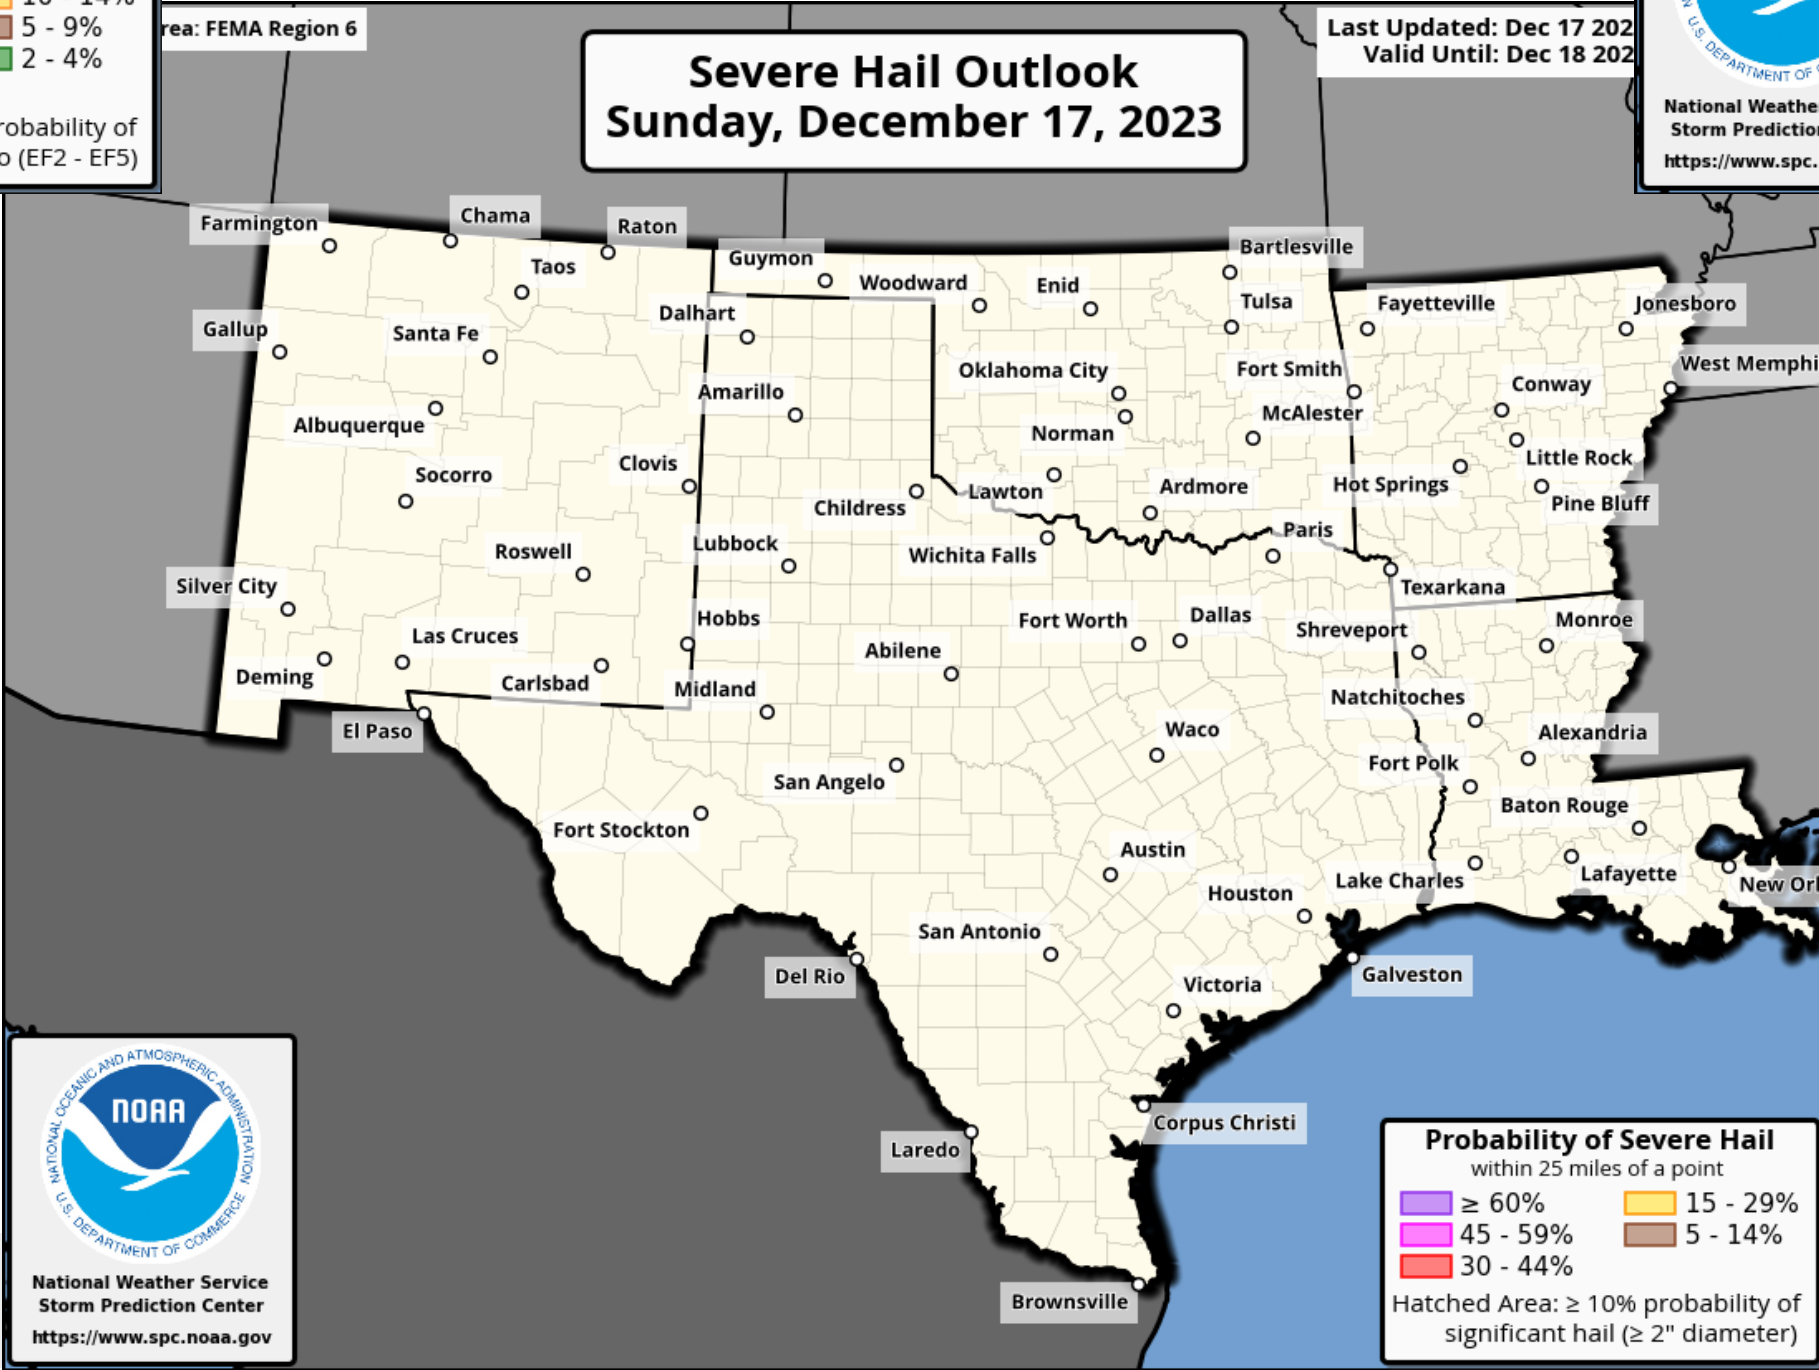 5 - 9%
2 - 4%
robability of
(EF2 - EF5)
rea: FEMA Region 6
Severe Hail Outlook
Sunday, December 17, 2023
Last Updated: Dec 17 202
Valid Until: Dec 18 202
U.S. DEPARTMENT OF
National Weathe
Storm Predictio
https://www.spc.
Farmington
Chama
Raton
Taos
Guymon
Woodward
Enid
Bartlesville
Tulsa
Fayetteville
Jonesboro
Gallup
Santa Fe
Dalhart
Oklahoma City
Fort Smith
Conway
West Memphi
Albuquerque
Amarillo
Norman
McAlester
Little Rock
Socorro
Clovis
Childress
Lawton
Ardmore
Hot Springs
Pine Bluff
Roswell
Lubbock
Wichita Falls
Paris
Texarkana
Silver City
Hobbs
Fort Worth
Dallas
Shreveport
Monroe
Las Cruces
Abilene
Deming
Carlsbad
Midland
Natchitoches
El Paso
Waco
Alexandria
San Angelo
Fort Polk
Fort Stockton
Baton Rouge
Austin
Houston
Lake Charles
Lafayette
New Orl
San Antonio
Del Rio
Victoria
Galveston
Corpus Christi
Laredo
Brownsville
NATIONAL OCEANIC AND ATMOSPHERIC ADMINISTRATION
NOAA
U.S. DEPARTMENT OF COMMERCE
National Weather Service
Storm Prediction Center
https://www.spc.noaa.gov
Probability of Severe Hail
within 25 miles of a point
≥ 60% 15 - 29%
45 - 59% 5 - 14%
30 - 44%
Hatched Area: ≥ 10% probability of
significant hail (≥ 2" diameter)